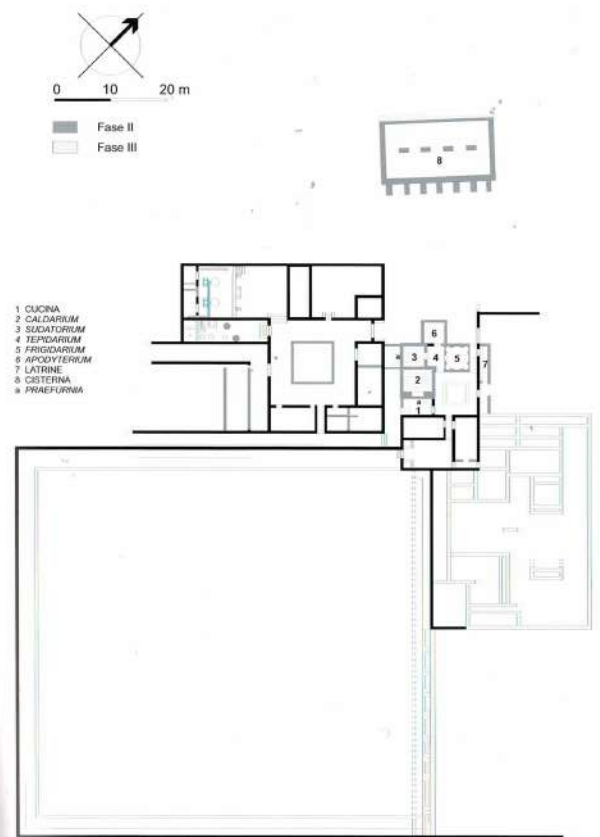 0 10 20 m
Fase II
Fase III
8
1 CUCINA
2 CALDARIUM
3 SUDATORIUM
4 TEPIDARIUM
5 FRIGIDARIUM
6 APODYTERIUM
7 LATRINE
8 CISTERNA
a PRAEFURNIA
6
a 3 4 5 7
2
a
1